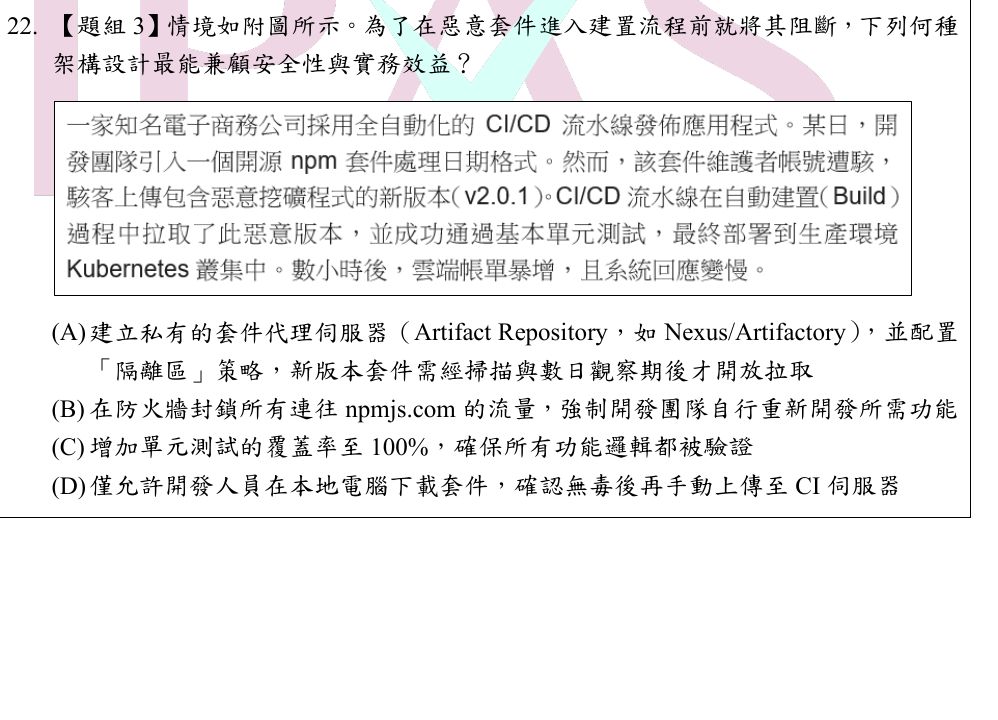 22. 【題組 3】情境如附圖所示。為了在惡意套件進入建置流程前就將其阻斷，下列何種
架構設計最能兼顧安全性與實務效益？
一家知名電子商務公司採用全自動化的 CI/CD 流水線發佈應用程式。某日，開
發團隊引入一個開源 npm 套件處理日期格式。然而，該套件維護者帳號遭駭，
駭客上傳包含惡意挖礦程式的新版本（v2.0.1）。CI/CD 流水線在自動建置（Build）
過程中拉取了此惡意版本，並成功通過基本單元測試，最終部署到生產環境
Kubernetes 叢集中。數小時後，雲端帳單暴增，且系統回應變慢。
(A) 建立私有的套件代理伺服器（Artifact Repository，如 Nexus/Artifactory），並配置
「隔離區」策略，新版本套件需經掃描與數日觀察期後才開放拉取
(B) 在防火牆封鎖所有連往 npmjs.com 的流量，強制開發團隊自行重新開發所需功能
(C) 增加單元測試的覆蓋率至 100%，確保所有功能邏輯都被驗證
(D) 僅允許開發人員在本地電腦下載套件，確認無毒後再手動上傳至 CI 伺服器